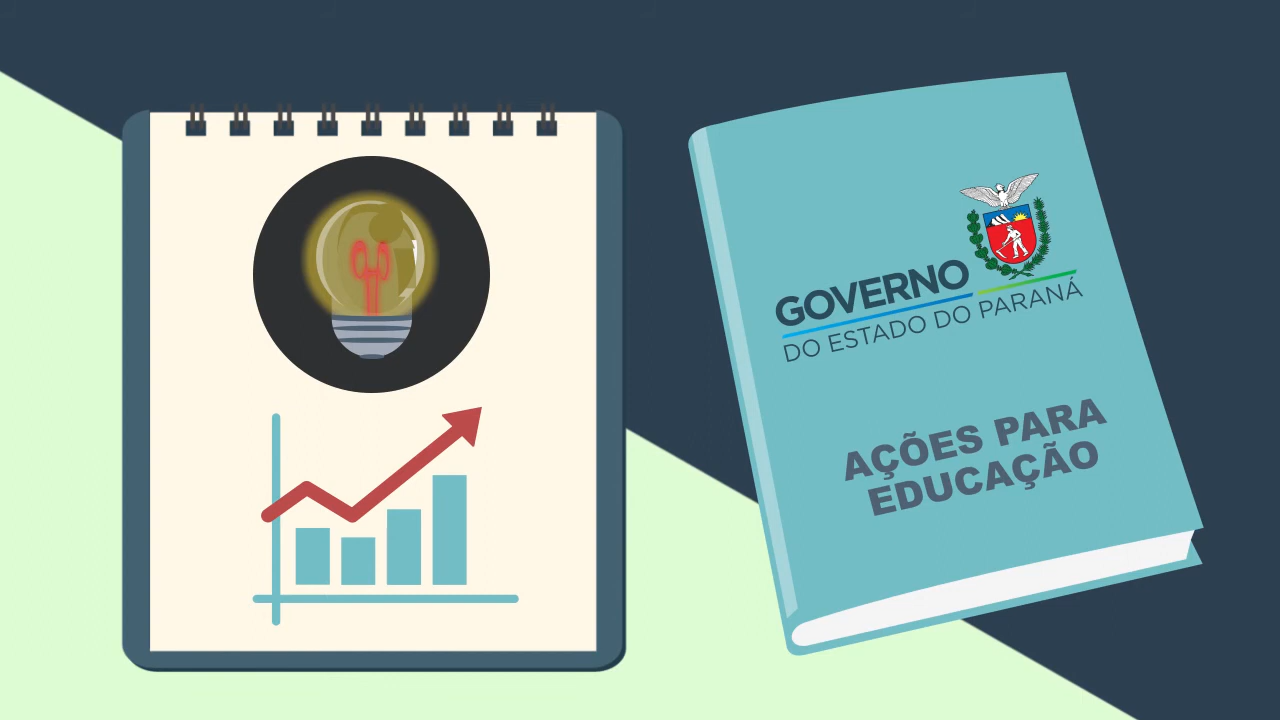 GOVERNO
DO ESTADO DO PARANÁ
AÇÕES PARA
EDUCAÇÃO